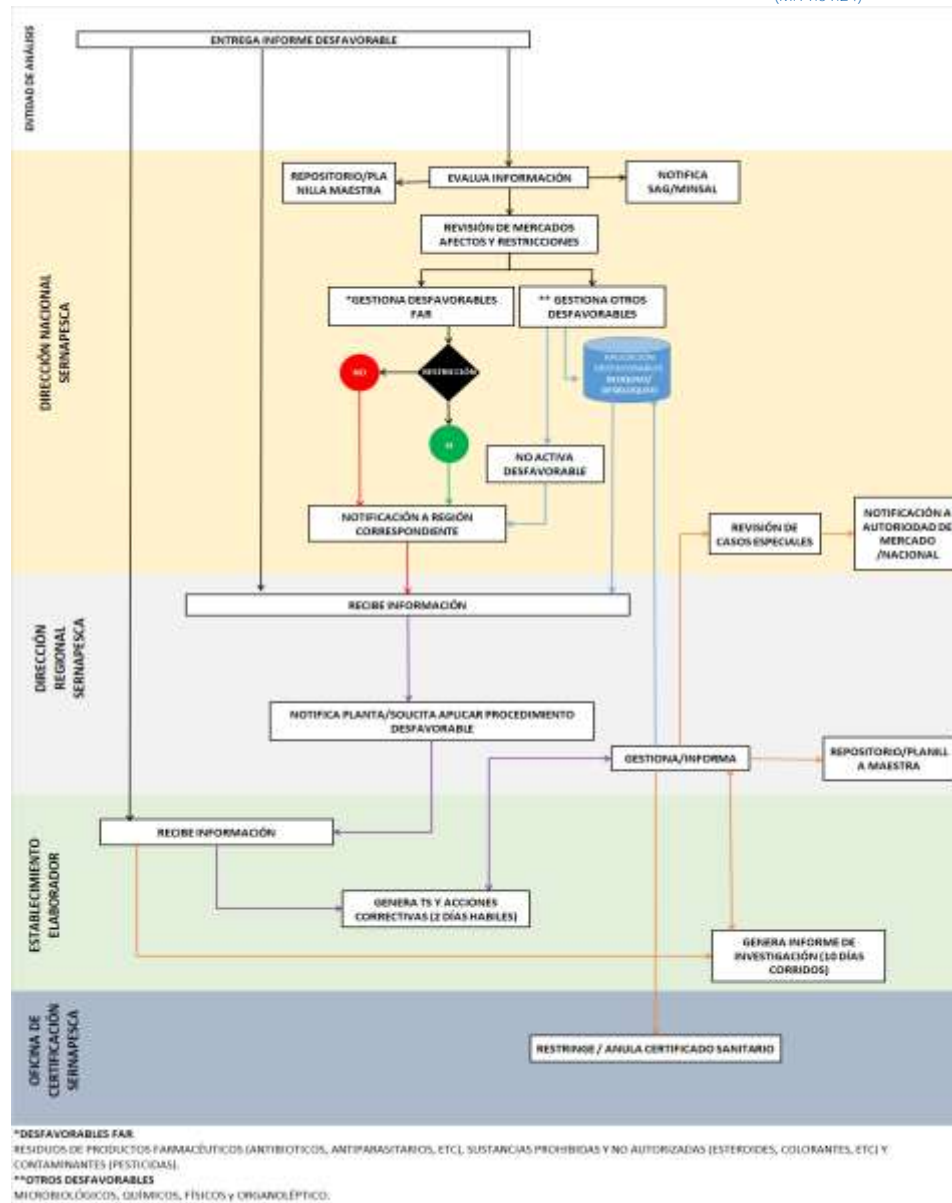 ENTIDAD DE ANÁLISIS
ENTREGA INFORME DESFAVORABLE
DIRECCIÓN NACIONAL
SERNAPESCA
REPOSITORIO/PLA
NILLA MAESTRA
EVALUA INFORMACIÓN
NOTIFICA
SAG/MINSAL
REVISIÓN DE MERCADOS
AFECTOS Y RESTRICCIONES
*GESTIONA DESFAVORABLES
FAR
** GESTIONA OTROS
DESFAVORABLES
NO
RESTRICCIÓN
SI
APLICACIÓN
DESFAVORABLES
BLOQUEO/
DESBLOQUEO
NO ACTIVA
DESFAVORABLE
NOTIFICACIÓN A REGIÓN
CORRESPONDIENTE
REVISIÓN DE
CASOS ESPECIALES
NOTIFICACIÓN A
AUTORIODAD DE
MERCADO
/NACIONAL
DIRECCIÓN
REGIONAL
SERNAPESCA
RECIBE INFORMACIÓN
NOTIFICA PLANTA/SOLICITA APLICAR PROCEDIMIENTO
DESFAVORABLE
GESTIONA/INFORMA
REPOSITORIO/PLANILL
A MAESTRA
ESTABLECIMIENTO
ELABORADOR
RECIBE INFORMACIÓN
GENERA TS Y ACCIONES
CORRECTIVAS (2 DÍAS HABILES)
GENERA INFORME DE
INVESTIGACIÓN (10 DÍAS
CORRIDOS)
OFICINA DE
CERTIFICACIÓN
SERNAPESCA
RESTRINGE / ANULA CERTIFICADO SANITARIO
*DESFAVORABLES FAR
RESIDUOS DE PRODUCTOS FARMACÉUTICOS (ANTIBIOTICOS, ANTIPARASITARIOS, ETC), SUSTANCIAS PROHIBIDAS Y NO AUTORIZADAS (ESTEROIDES, COLORANTES, ETC) Y
CONTAMINANTES (PESTICIDAS).
**OTROS DESFAVORABLES
MICROBIOLÓGICOS, QUÍMICOS, FÍSICOS y ORGANOLÉPTICO.